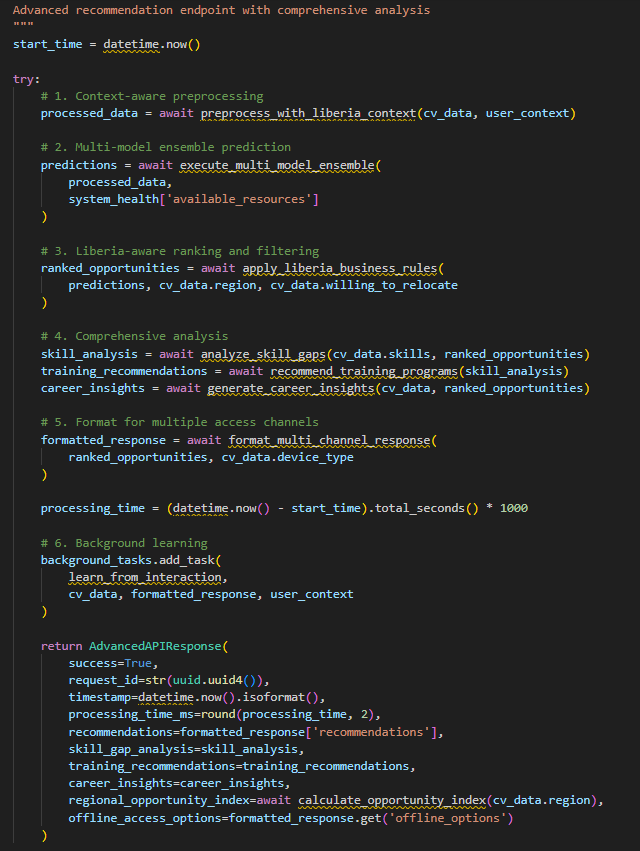 Advanced recommendation endpoint with comprehensive analysis
"""
start_time = datetime.now()
try:
# 1. Context-aware preprocessing
processed_data = await preprocess_with_liberia_context(cv_data, user_context)
# 2. Multi-model ensemble prediction
predictions = await execute_multi_model_ensemble(
processed_data,
system_health['available_resources']
)
# 3. Liberia-aware ranking and filtering
ranked_opportunities = await apply_liberia_business_rules(
predictions, cv_data.region, cv_data.willing_to_relocate
)
# 4. Comprehensive analysis
skill_analysis = await analyze_skill_gaps(cv_data.skills, ranked_opportunities)
training_recommendations = await recommend_training_programs(skill_analysis)
career_insights = await generate_career_insights(cv_data, ranked_opportunities)
# 5. Format for multiple access channels
formatted_response = await format_multi_channel_response(
ranked_opportunities, cv_data.device_type
)
processing_time = (datetime.now() - start_time).total_seconds() * 1000
# 6. Background learning
background_tasks.add_task(
learn_from_interaction,
cv_data, formatted_response, user_context
)
return AdvancedAPIResponse(
success=True,
request_id=str(uuid.uuid4()),
timestamp=datetime.now().isoformat(),
processing_time_ms=round(processing_time, 2),
recommendations=formatted_response['recommendations'],
skill_gap_analysis=skill_analysis,
training_recommendations=training_recommendations,
career_insights=career_insights,
regional_opportunity_index=await calculate_opportunity_index(cv_data.region),
offline_access_options=formatted_response.get('offline_options')
)